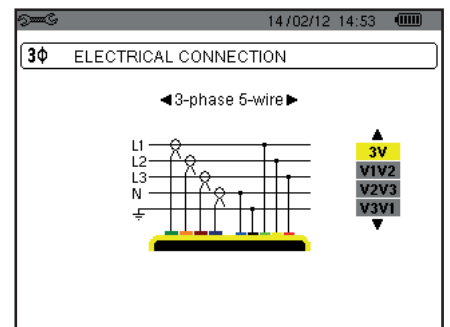 14/02/12 14:53
3Φ ELECTRICAL CONNECTION
◄3-phase 5-wire►
L1
L2
L3
N
3V
V1V2
V2V3
V3V1